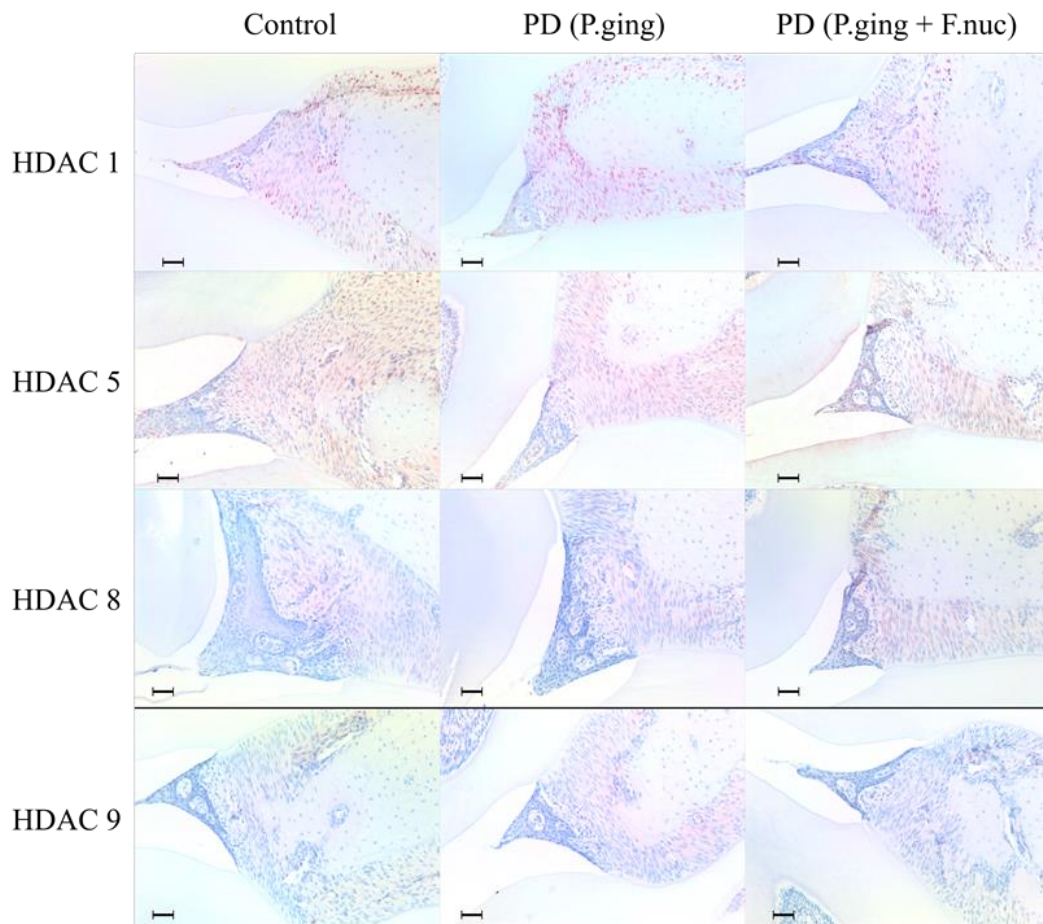 Control PD (P.ging) PD (P.ging + F.nuc)
HDAC 1
HDAC 5
HDAC 8
HDAC 9